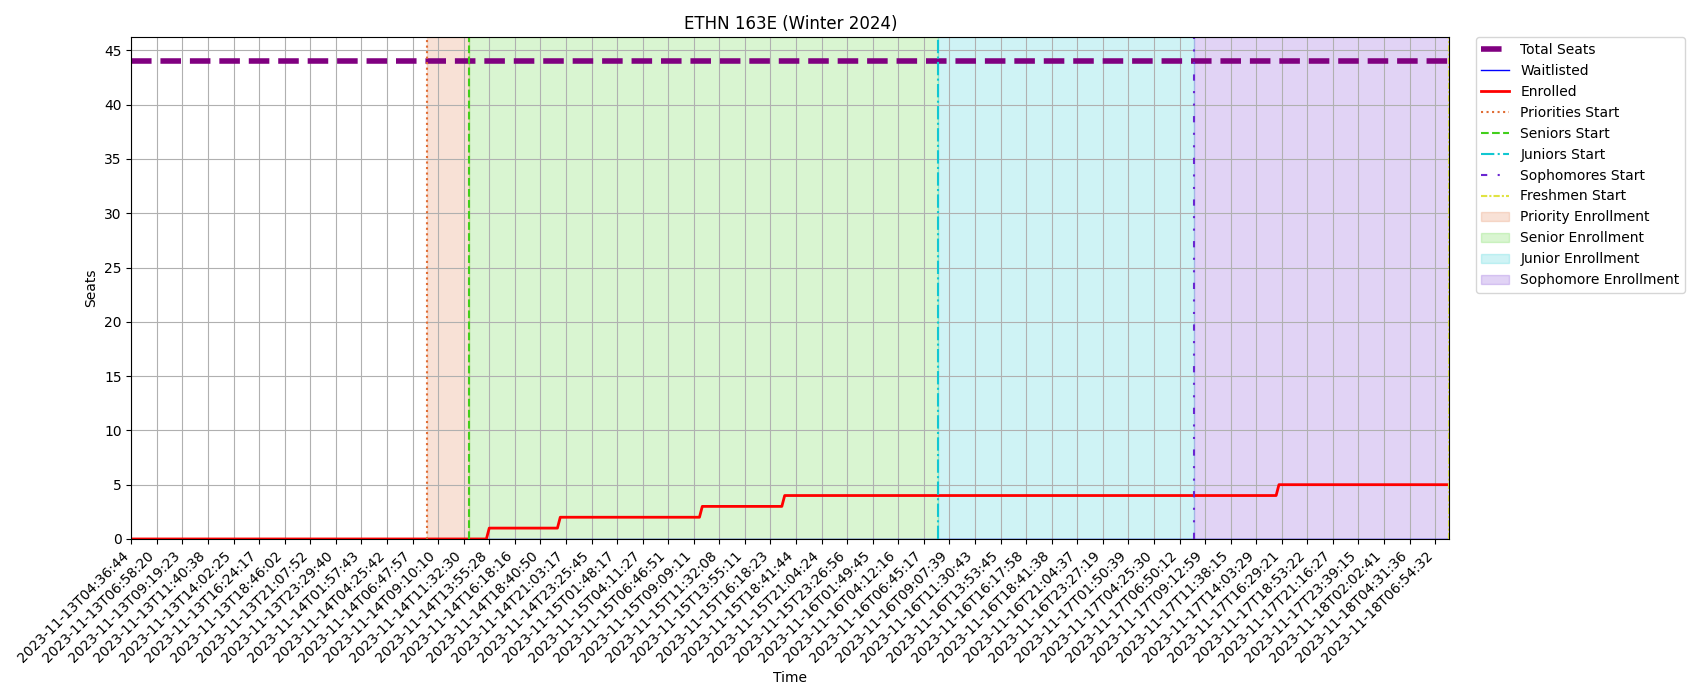 ETHN 163E (Winter 2024)
45
40
35
30
25
20
15
10
5
0
Seats
2023-11-13T04:36:44
2023-11-13T06:58:20
2023-11-13T09:19:23
2023-11-13T11:40:38
2023-11-13T14:02:25
2023-11-13T16:24:17
2023-11-13T18:46:02
2023-11-13T21:07:52
2023-11-13T23:29:40
2023-11-14T01:57:43
2023-11-14T04:25:42
2023-11-14T06:47:57
2023-11-14T09:10:10
2023-11-14T11:32:30
2023-11-14T13:55:28
2023-11-14T16:18:16
2023-11-14T18:40:50
2023-11-14T21:03:17
2023-11-14T23:25:45
2023-11-15T01:48:17
2023-11-15T04:11:27
2023-11-15T06:46:51
2023-11-15T09:09:11
2023-11-15T11:32:08
2023-11-15T13:55:11
2023-11-15T16:18:23
2023-11-15T18:41:44
2023-11-15T21:04:24
2023-11-15T23:26:56
2023-11-16T01:49:45
2023-11-16T04:12:16
2023-11-16T06:45:17
2023-11-16T09:07:39
2023-11-16T11:30:43
2023-11-16T13:53:45
2023-11-16T16:17:58
2023-11-16T18:41:38
2023-11-16T21:04:37
2023-11-16T23:27:19
2023-11-17T01:50:39
2023-11-17T04:25:30
2023-11-17T06:50:12
2023-11-17T09:12:59
2023-11-17T11:38:15
2023-11-17T14:03:29
2023-11-17T16:29:21
2023-11-17T18:53:22
2023-11-17T21:16:27
2023-11-17T23:39:15
2023-11-18T02:02:41
2023-11-18T04:31:36
2023-11-18T06:54:32
Time
Total Seats
Waitlisted
Enrolled
Priorities Start
Seniors Start
Juniors Start
Sophomores Start
Freshmen Start
Priority Enrollment
Senior Enrollment
Junior Enrollment
Sophomore Enrollment